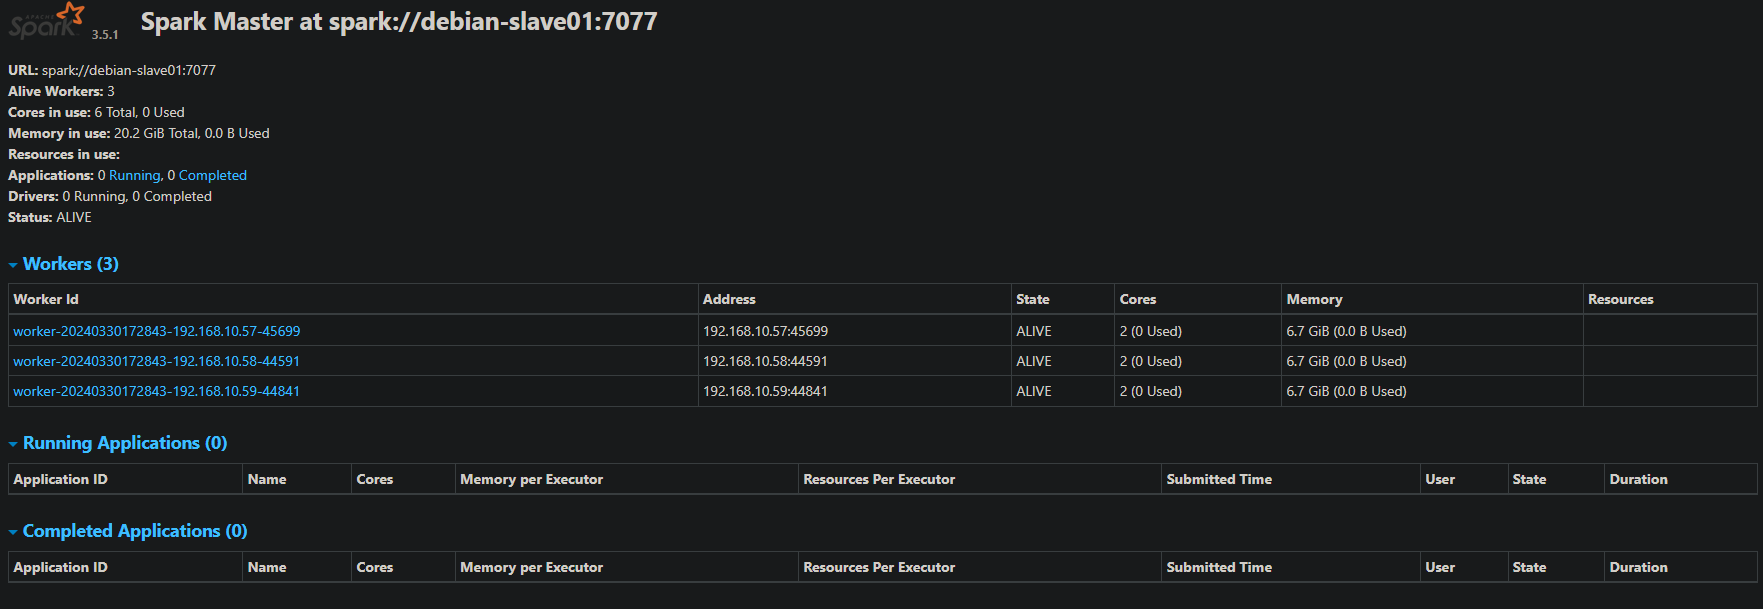 APACHE
Spark 3.5.1 Spark Master at spark://debian-slave01:7077
URL: spark://debian-slave01:7077
Alive Workers: 3
Cores in use: 6 Total, 0 Used
Memory in use: 20.2 GiB Total, 0.0 B Used
Resources in use:
Applications: 0 Running, 0 Completed
Drivers: 0 Running, 0 Completed
Status: ALIVE
Workers (3)
Worker Id Address State Cores Memory Resources
worker-20240330172843-192.168.10.57-45699 192.168.10.57:45699 ALIVE 2 (0 Used) 6.7 GiB (0.0 B Used)
worker-20240330172843-192.168.10.58-44591 192.168.10.58:44591 ALIVE 2 (0 Used) 6.7 GiB (0.0 B Used)
worker-20240330172843-192.168.10.59-44841 192.168.10.59:44841 ALIVE 2 (0 Used) 6.7 GiB (0.0 B Used)
Running Applications (0)
Application ID Name Cores Memory per Executor Resources Per Executor Submitted Time User State Duration
Completed Applications (0)
Application ID Name Cores Memory per Executor Resources Per Executor Submitted Time User State Duration